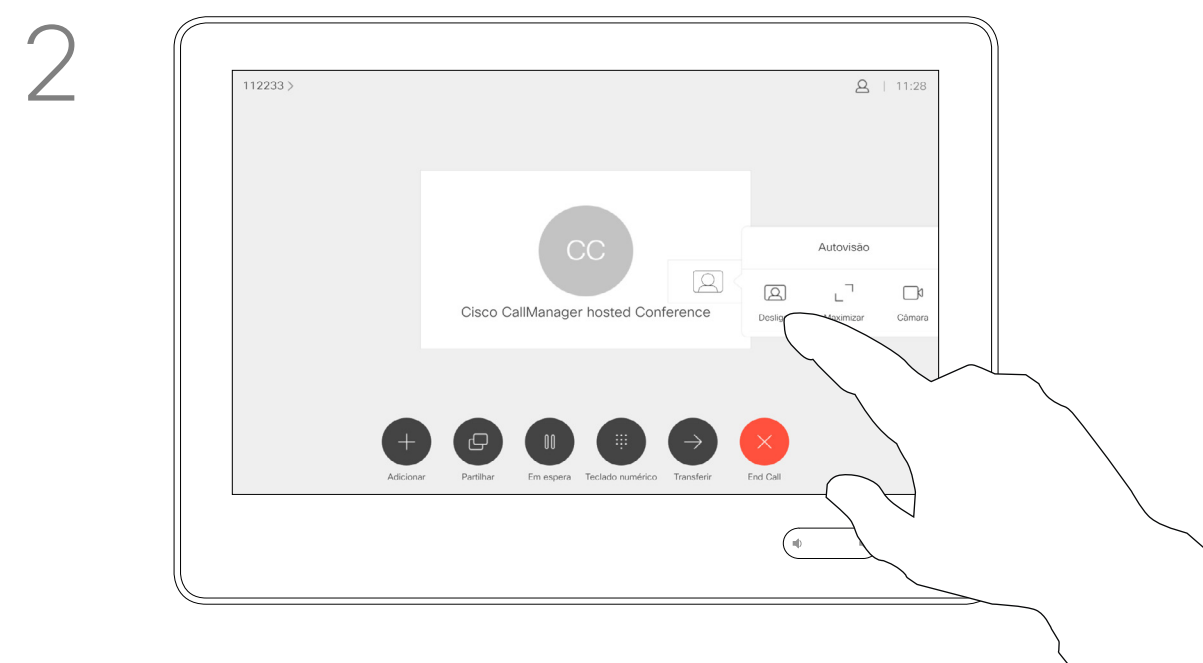 2
112233 >
11:28
CC
Autovisão
Cisco CallManager hosted Conference
Maximizar
Câmara
Adicionar
Partilhar
Em espera
Teclado numérico
Transferir
End Call